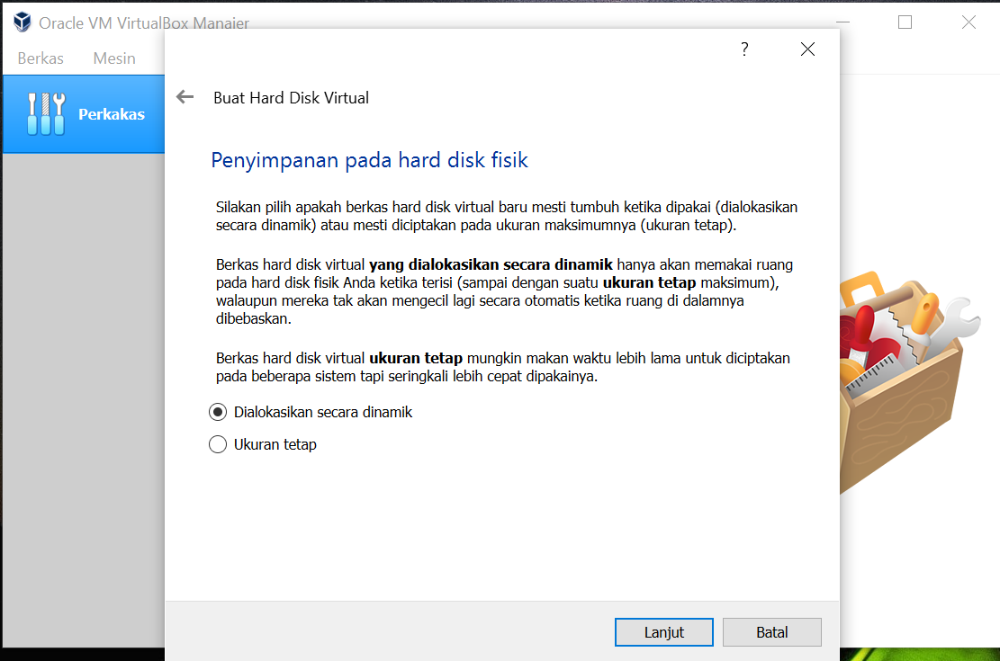 Oracle VM VirtualBox Manajer
Berkas Mesin
?
Perkakas
Buat Hard Disk Virtual
Penyimpanan pada hard disk fisik
Silakan pilih apakah berkas hard disk virtual baru mesti tumbuh ketika dipakai (dialokasikan
secara dinamik) atau mesti diciptakan pada ukuran maksimumnya (ukuran tetap).
Berkas hard disk virtual yang dialokasikan secara dinamik hanya akan memakai ruang
pada hard disk fisik Anda ketika terisi (sampai dengan suatu ukuran tetap maksimum),
walaupun mereka tak akan mengecil lagi secara otomatis ketika ruang di dalamnya
dibebaskan.
Berkas hard disk virtual ukuran tetap mungkin makan waktu lebih lama untuk diciptakan
pada beberapa sistem tapi seringkali lebih cepat dipakainya.
Dialokasikan secara dinamik
Ukuran tetap
Lanjut Batal